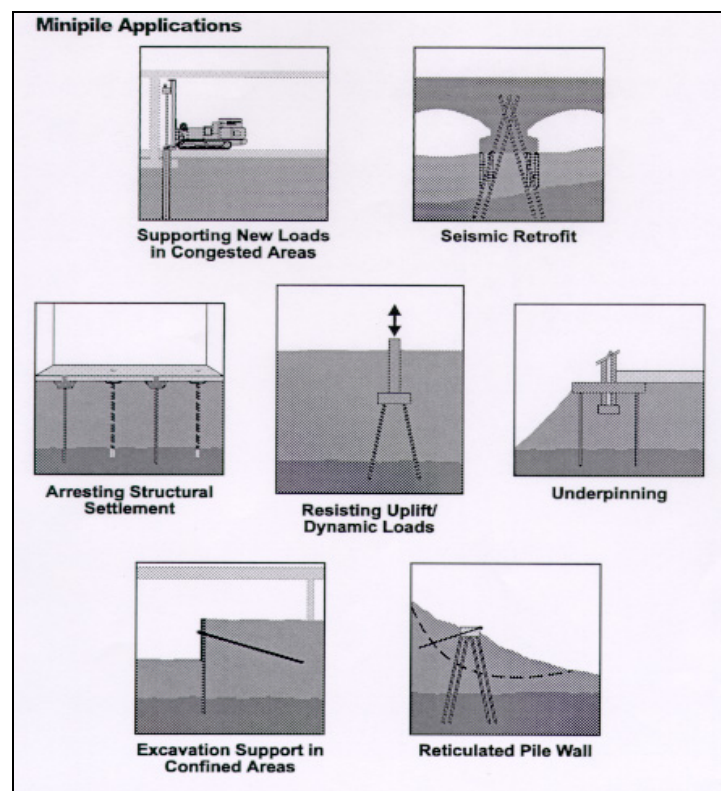 Minipile Applications
Supporting New Loads
in Congested Areas
Seismic Retrofit
Arresting Structural
Settlement
Resisting Uplift/
Dynamic Loads
Underpinning
Excavation Support in
Confined Areas
Reticulated Pile Wall